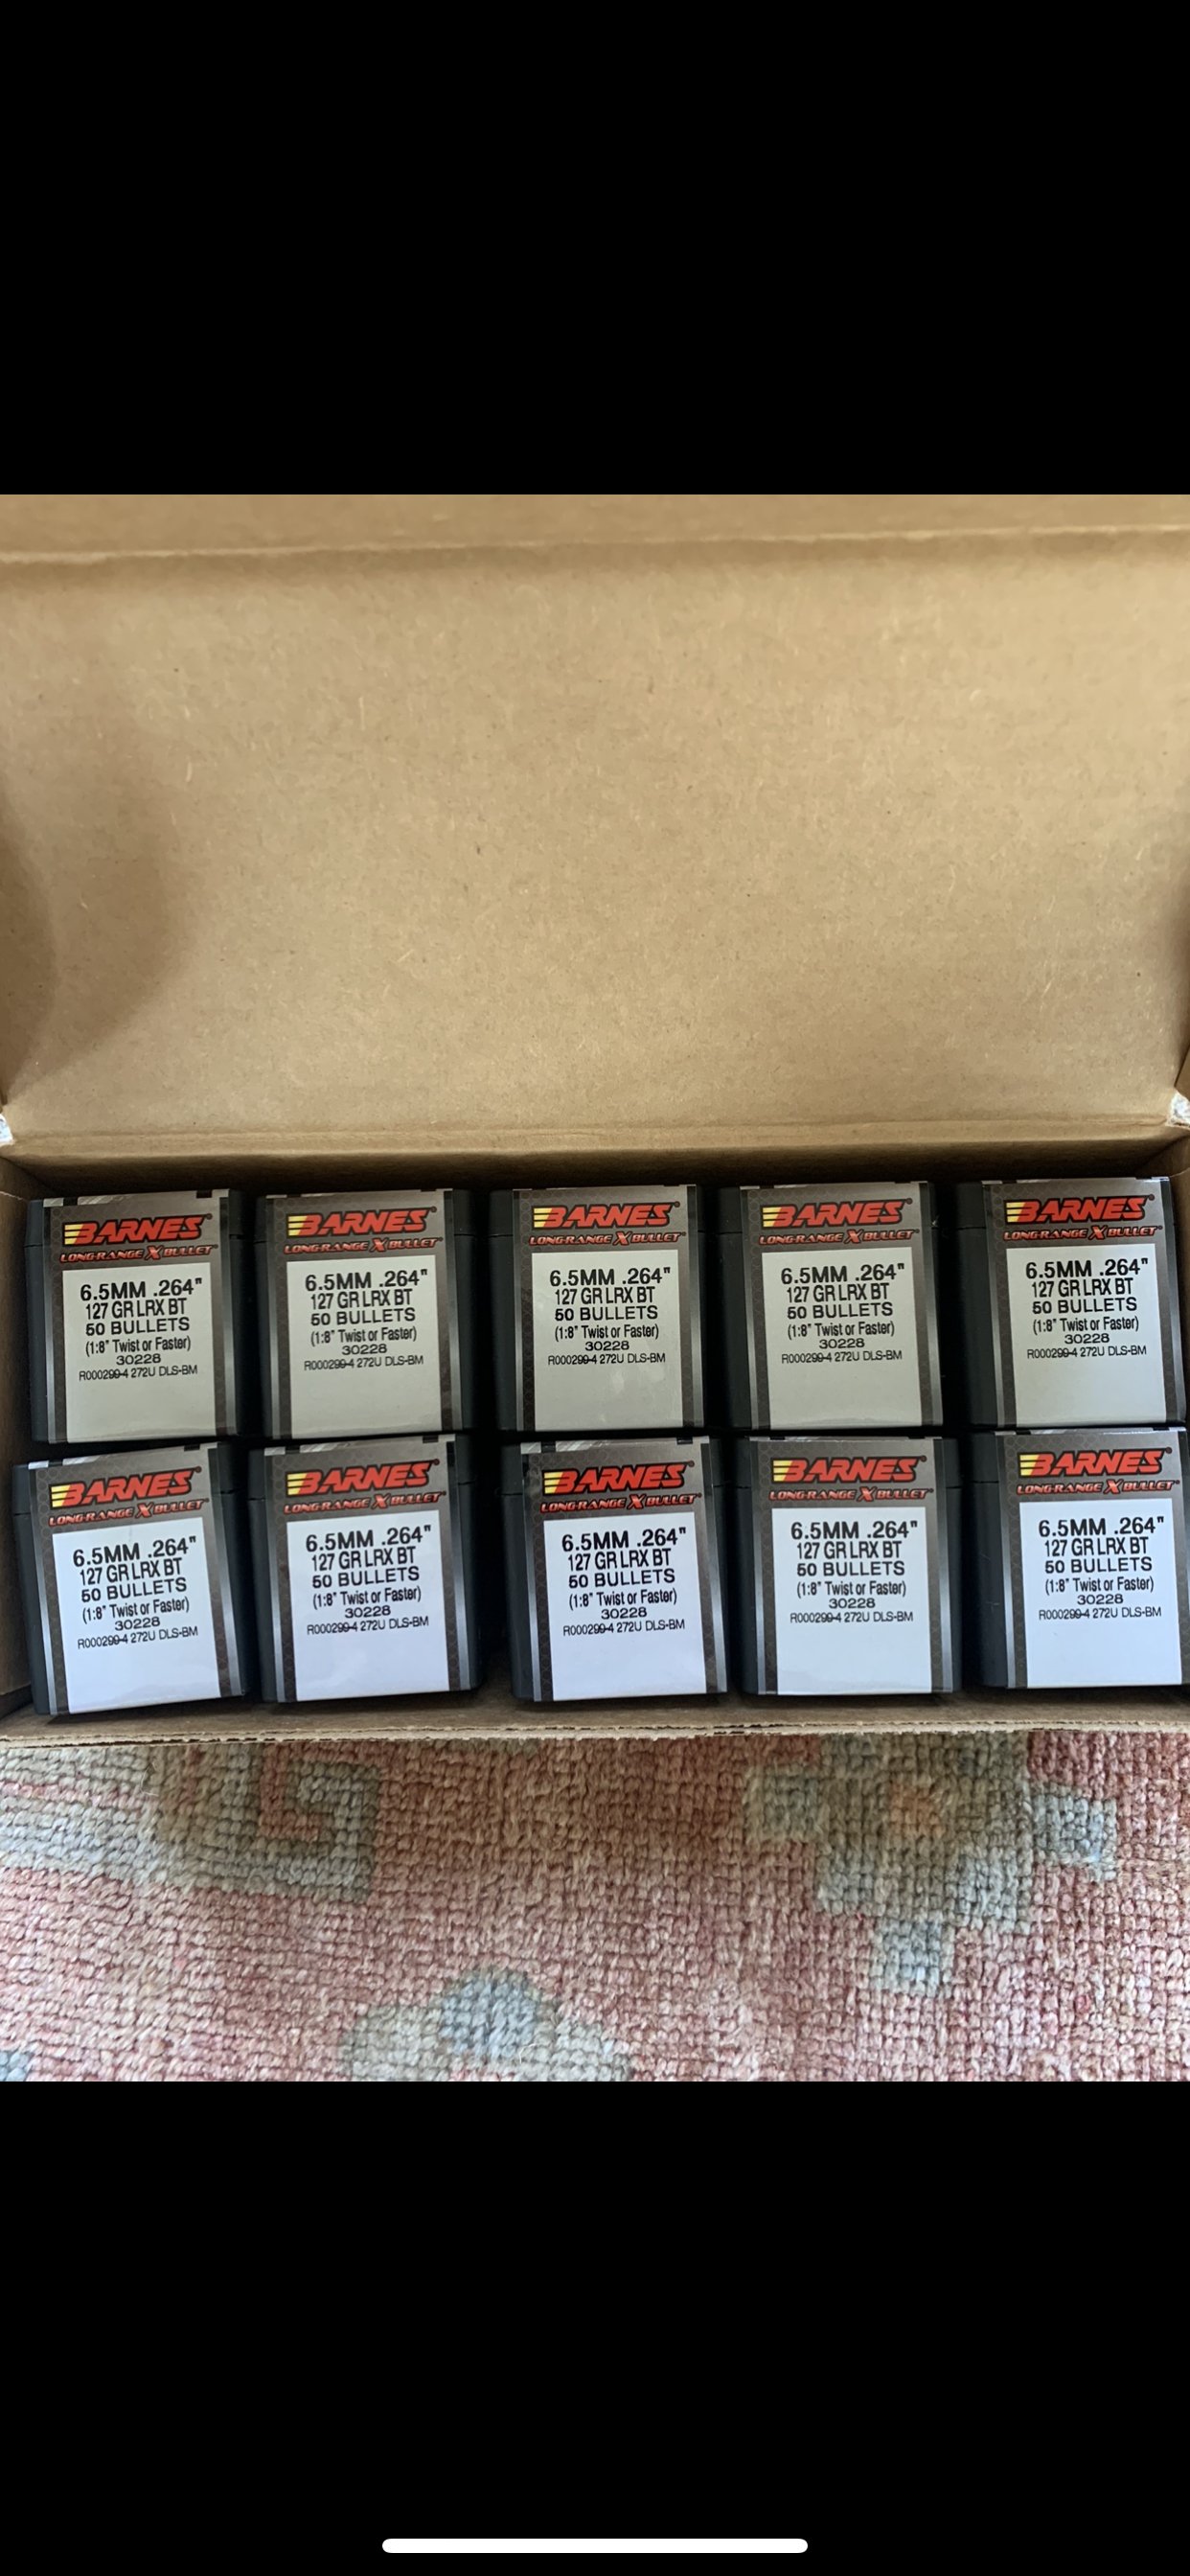 BARNES®
LONG-RANGE X BULLET™
6.5MM .264"
127 GR LRX BT
50 BULLETS
(1:8" Twist or Faster)
30228
R000299-4 272U DLS-BM
BARNES®
LONG-RANGE X BULLET™
6.5MM .264"
127 GR LRX BT
50 BULLETS
(1:8" Twist or Faster)
30228
R000299-4 272U DLS-BM
BARNES®
LONG-RANGE X BULLET™
6.5MM .264"
127 GR LRX BT
50 BULLETS
(1:8" Twist or Faster)
30228
R000299-4 272U DLS-BM
BARNES®
LONG-RANGE X BULLET™
6.5MM .264"
127 GR LRX BT
50 BULLETS
(1:8" Twist or Faster)
30228
R000299-4 272U DLS-BM
BARNES®
LONG-RANGE X BULLET™
6.5MM .264"
127 GR LRX BT
50 BULLETS
(1:8" Twist or Faster)
30228
R000299-4 272U DLS-BM
BARNES®
LONG-RANGE X BULLET™
6.5MM .264"
127 GR LRX BT
50 BULLETS
(1:8" Twist or Faster)
30228
R000299-4 272U DLS-BM
BARNES®
LONG-RANGE X BULLET™
6.5MM .264"
127 GR LRX BT
50 BULLETS
(1:8" Twist or Faster)
30228
R000299-4 272U DLS-BM
BARNES®
LONG-RANGE X BULLET™
6.5MM .264"
127 GR LRX BT
50 BULLETS
(1:8" Twist or Faster)
30228
R000299-4 272U DLS-BM
BARNES®
LONG-RANGE X BULLET™
6.5MM .264"
127 GR LRX BT
50 BULLETS
(1:8" Twist or Faster)
30228
R000299-4 272U DLS-BM
BARNES®
LONG-RANGE X BULLET™
6.5MM .264"
127 GR LRX BT
50 BULLETS
(1:8" Twist or Faster)
30228
R000299-4 272U DLS-BM